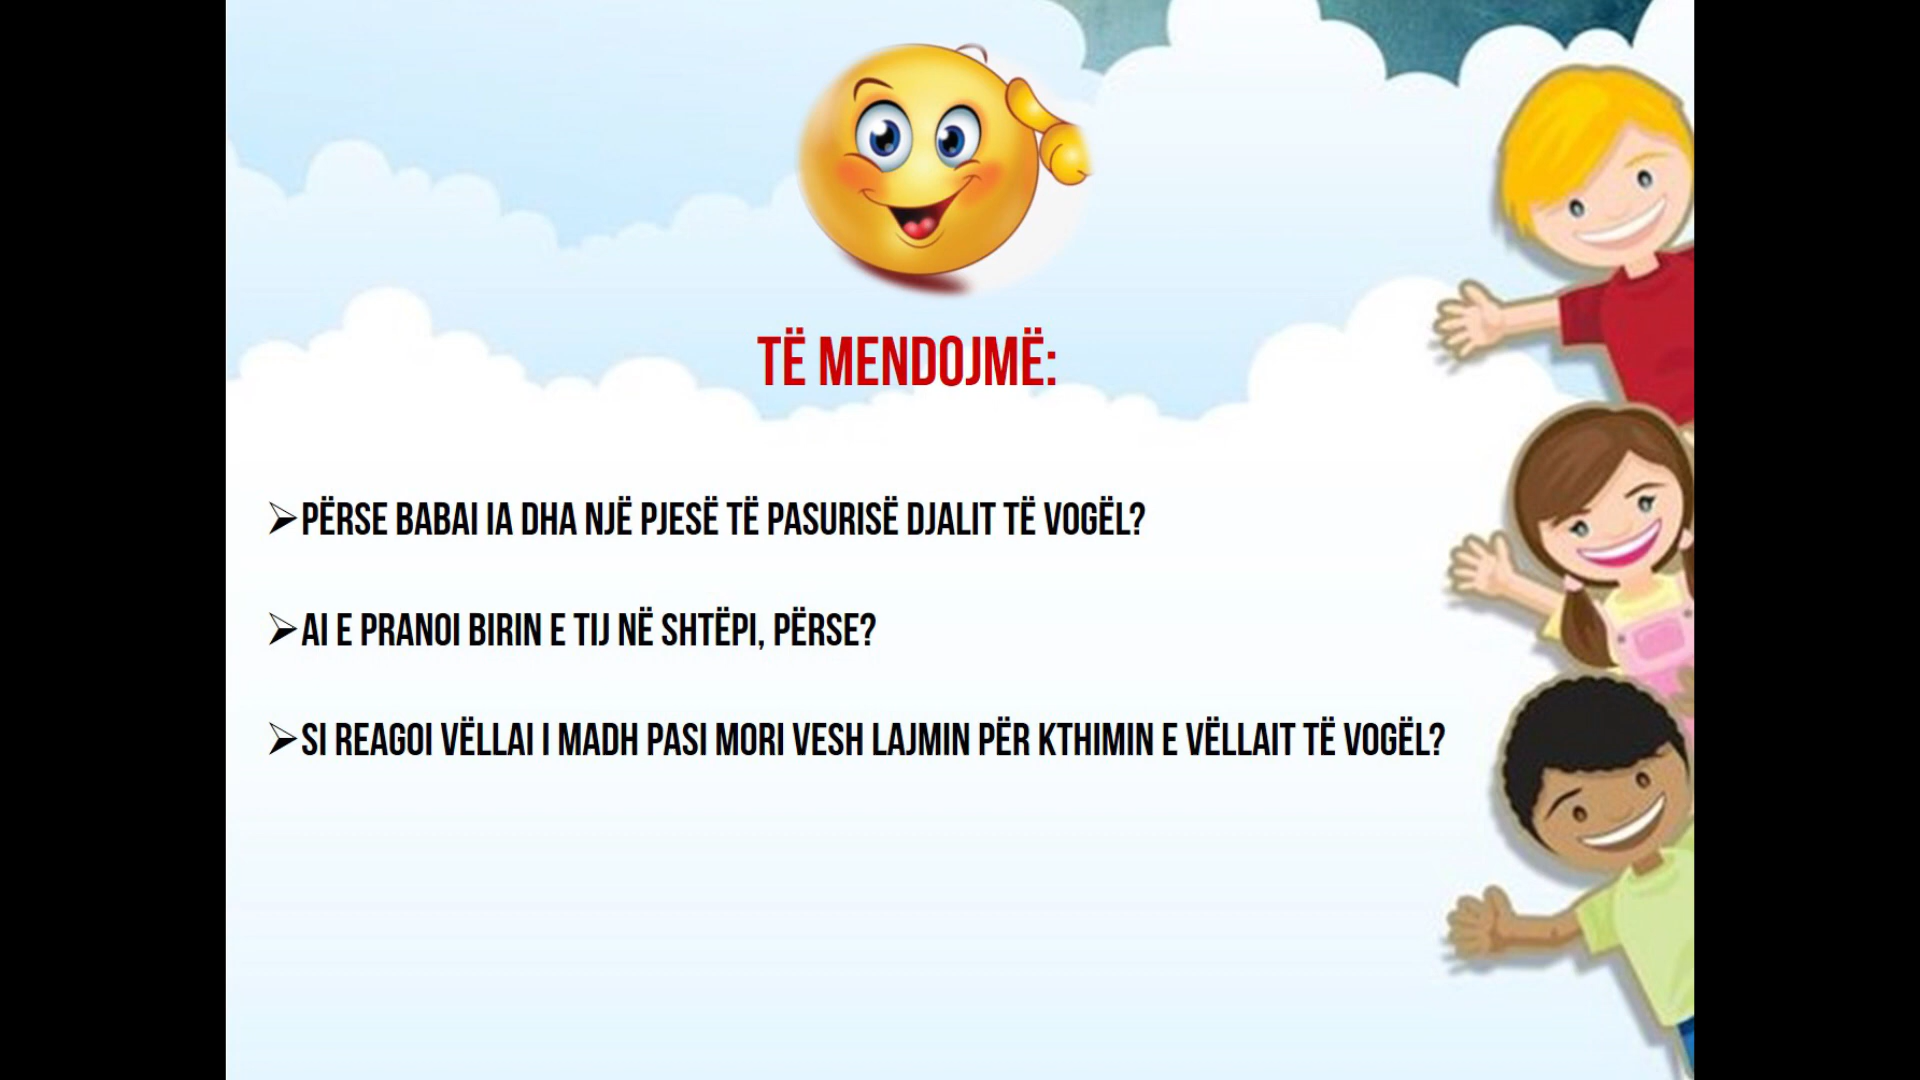 TË MENDOJMË:
➢PËRSE BABAI IA DHA NJË PJESË TË PASURISË DJALIT TË VOGËL?
➢AI E PRANOI BIRIN E TIJ NË SHTËPI, PËRSE?
➢SI REAGOI VËLLAI I MADH PASI MORI VESH LAJMIN PËR KTHIMIN E VËLLAIT TË VOGËL?